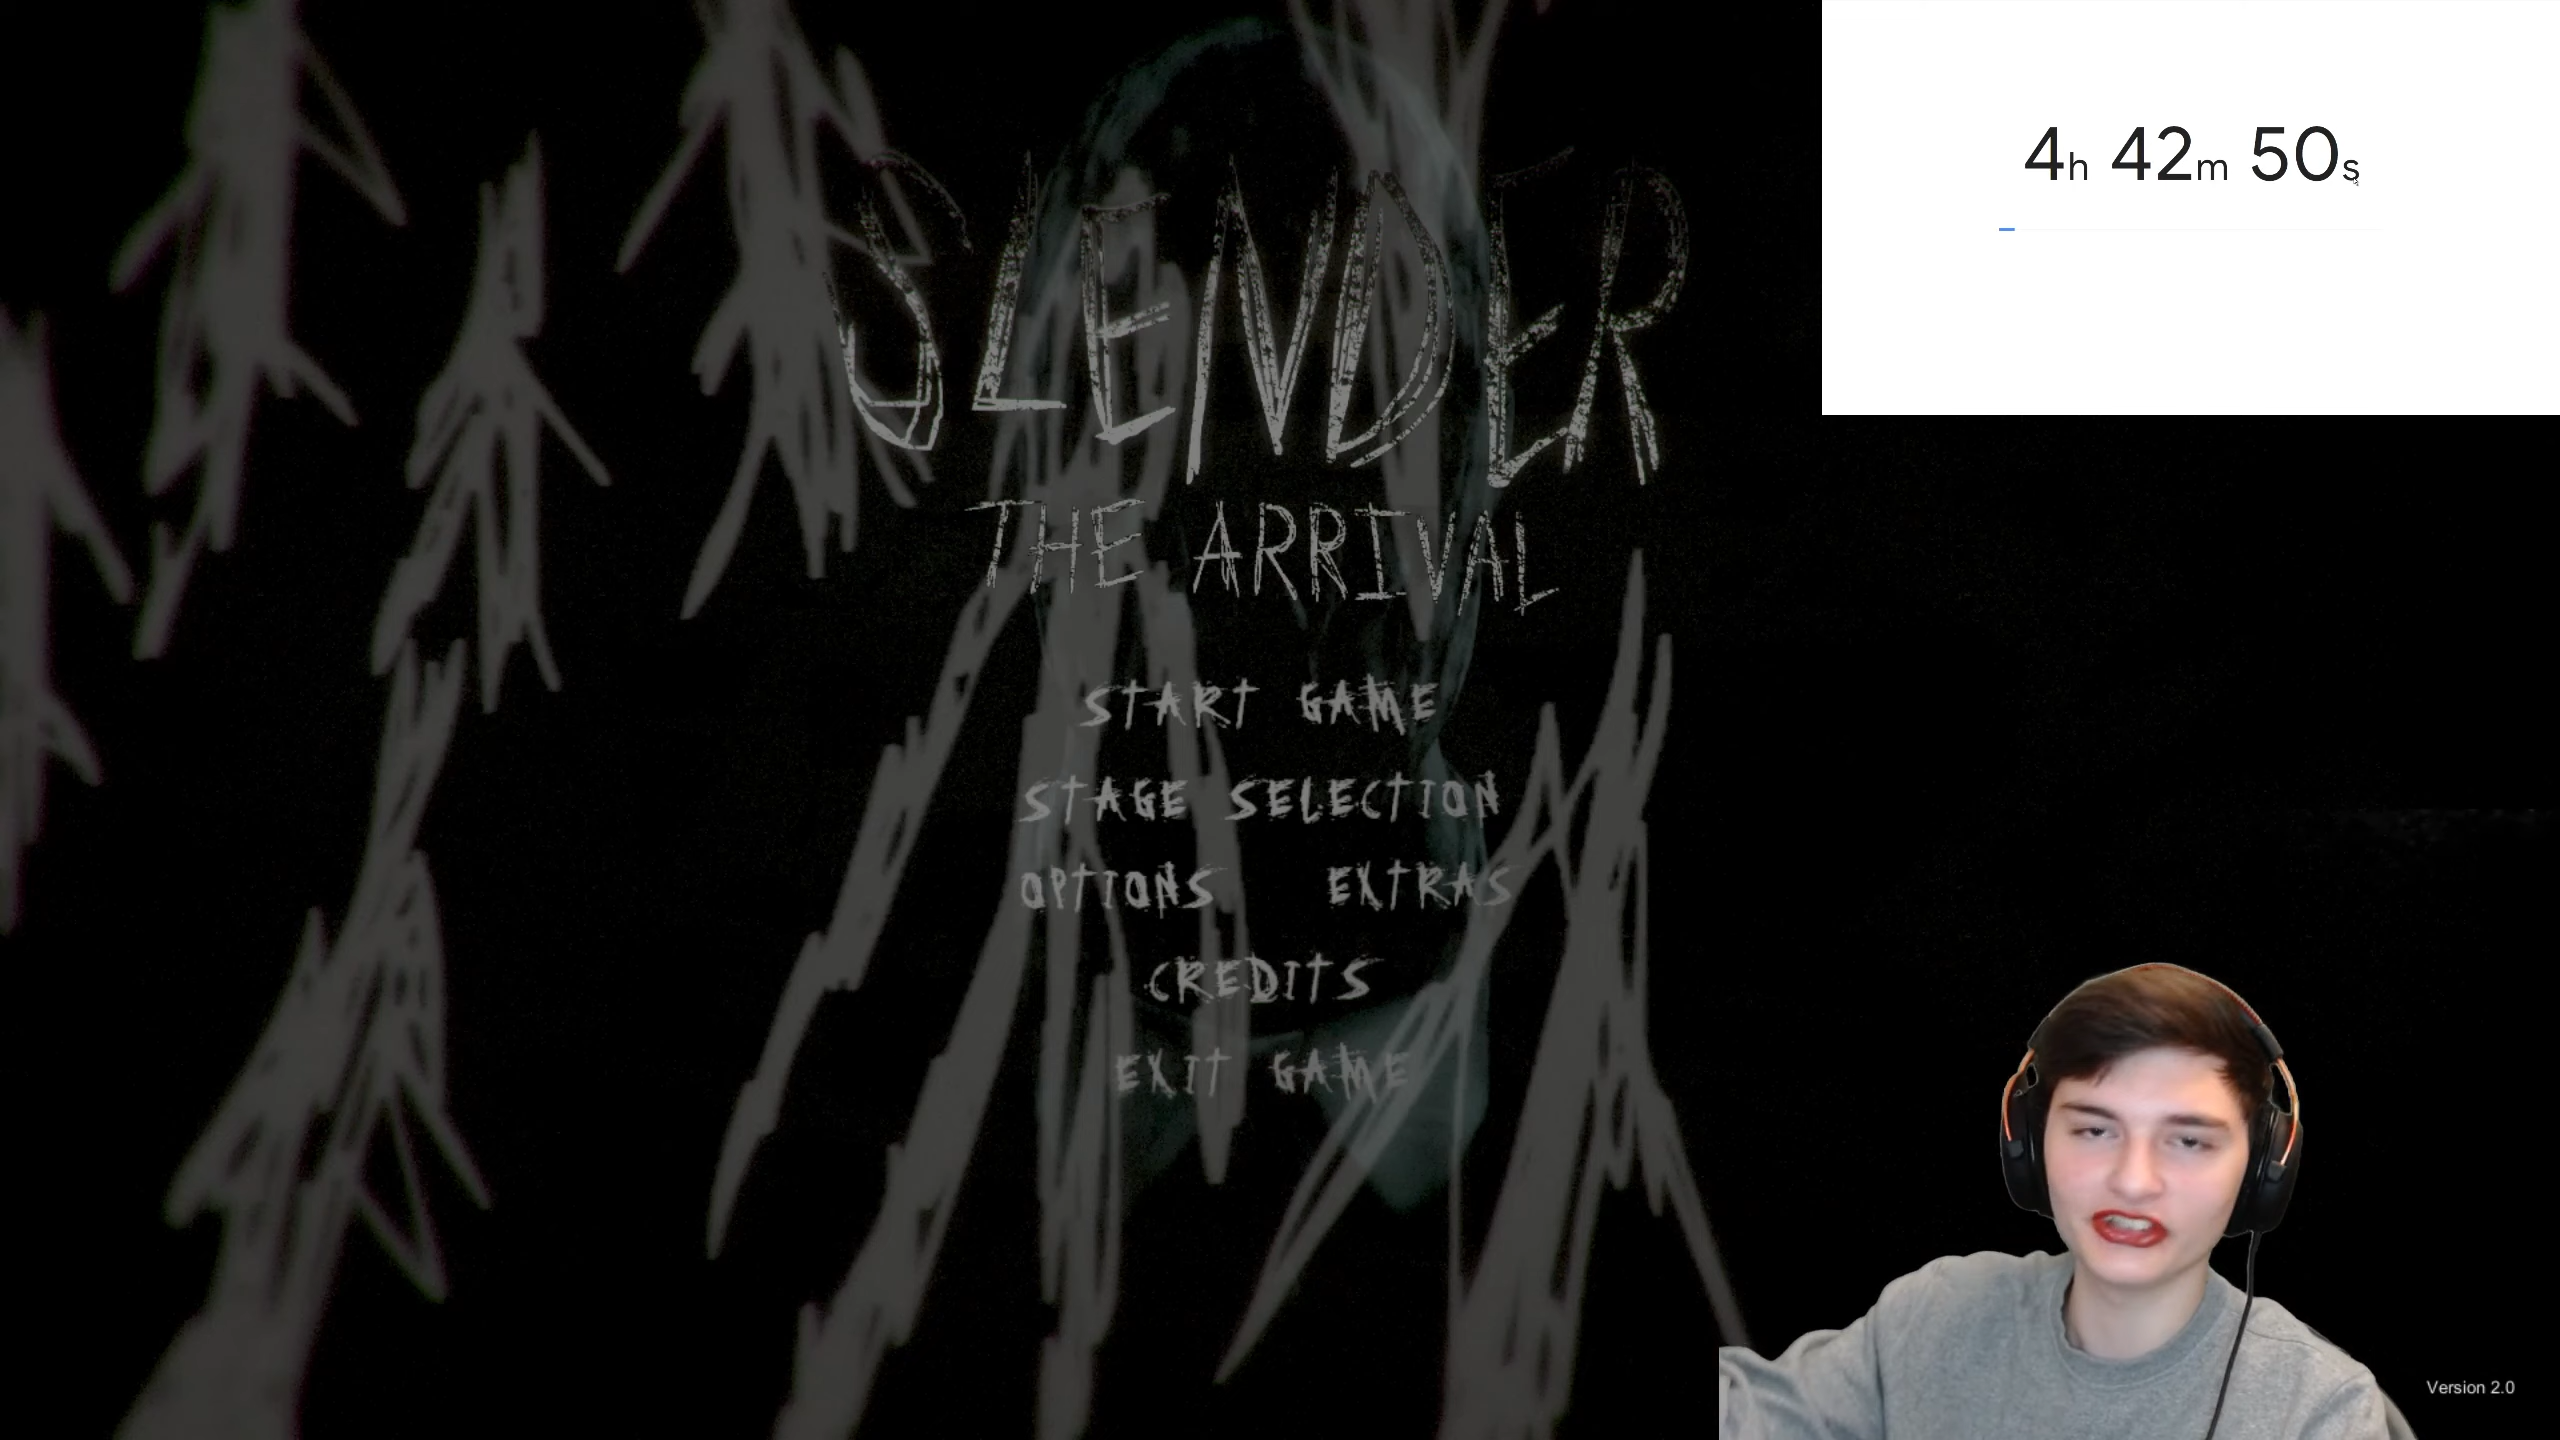 SLENDER
THE ARRIVAL
START GAME
STAGE SELECTION
OPTIONS EXTRAS
CREDITS
EXIT GAME
4h 42m 50s
Version 2.0